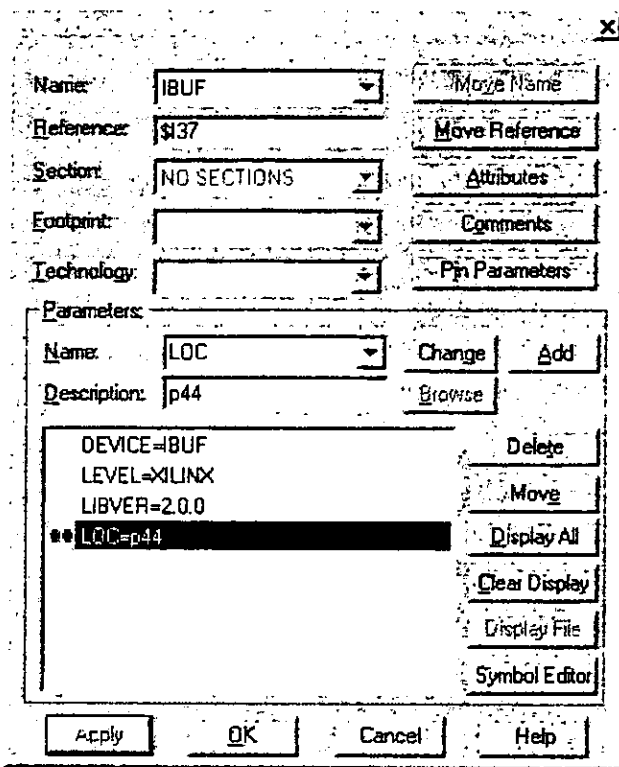 x
Name: IBUF Move Name
Reference: $I37 Move Reference
Section: NO SECTIONS Attributes
Footprint: Comments
Technology: Pin Parameters
Parameters:
Name: LOC Change Add
Description: p44 Browse
DEVICE=IBUF Delete
LEVEL=XILINX Move
LIBVER=2.0.0
LOC=p44 Display All
Clear Display
Display File
Symbol Editor
Apply OK Cancel Help